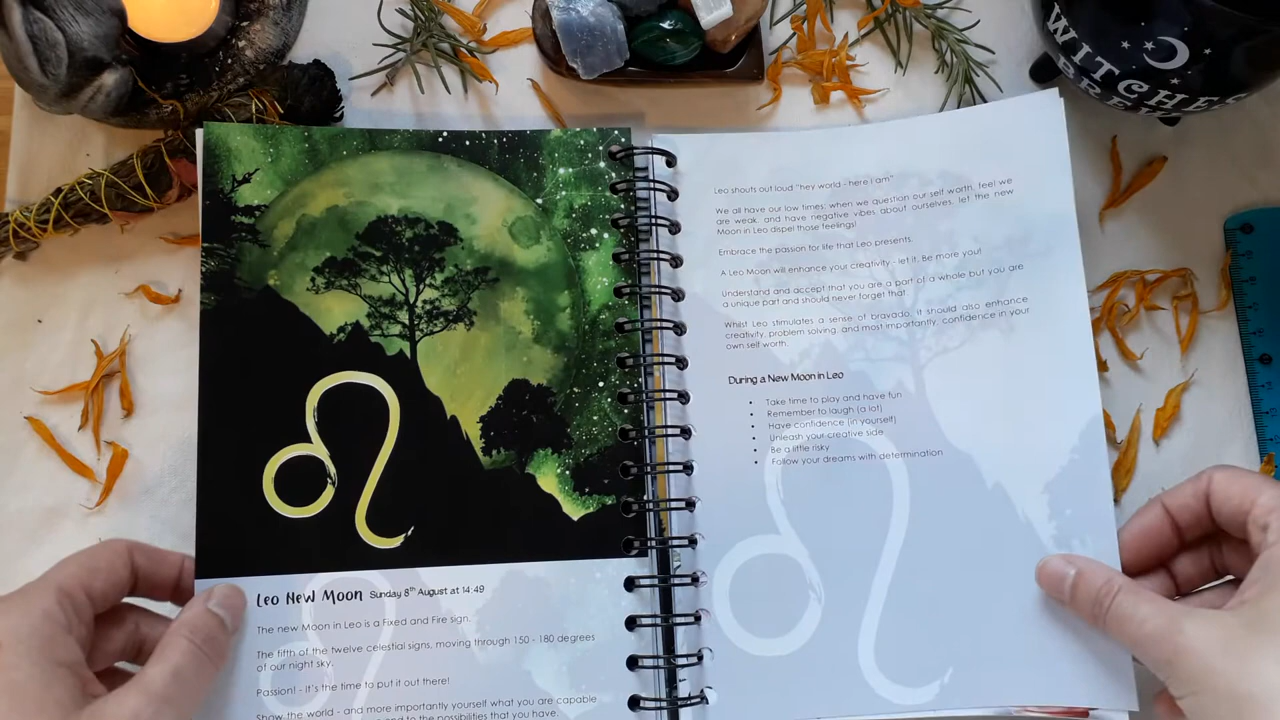 WITCHES
BREW
Leo New Moon Sunday 8th August at 14:49
The new Moon in Leo is a Fixed and Fire sign.
The fifth of the twelve celestial signs, moving through 150 - 180 degrees
of our night sky.
Passion! - It's the time to put it out there!
Show the world - and more importantly yourself what you are capable
and to the possibilities that you have.
Leo shouts out loud "hey world - here I am"
We all have our low times; when we question our self worth, feel we
are weak, and have negative vibes about ourselves, let the new
Moon in Leo dispel those feelings!
Embrace the passion for life that Leo presents.
A Leo Moon will enhance your creativity - let it. Be more you!
Understand and accept that you are a part of a whole but you are
a unique part and should never forget that.
Whilst Leo stimulates a sense of bravado, it should also enhance
creativity, problem solving, and most importantly, confidence in your
own self worth.
During a New Moon in Leo
• Take time to play and have fun
• Remember to laugh (a lot)
• Have confidence (in yourself)
• Unleash your creative side
• Be a little risky
• Follow your dreams with determination